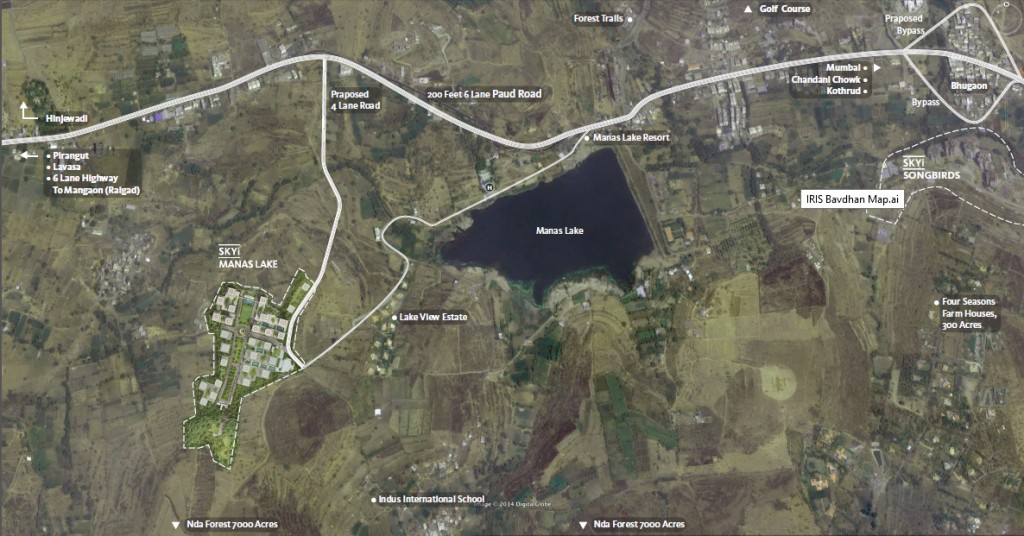 Golf Course
Forest Trails
Praposed
Bypass
Mumbai
Chandani Chowk
Kothrud
Bhugaon
Bypass
Praposed
4 Lane Road
200 Feet 6 Lane Paud Road
Hinjewadi
Manas Lake Resort
Pirangut
Lavasa
6 Lane Highway
To Mangaon (Raigad)
SKYi
SONGBIRDS
H
IRIS Bavdhan Map.ai
Manas Lake
SKYi
MANAS LAKE
Four Seasons
Farm Houses,
300 Acres
Lake View Estate
Indus International School
Image © 2014 DigitalGlobe
Nda Forest 7000 Acres
Nda Forest 7000 Acres